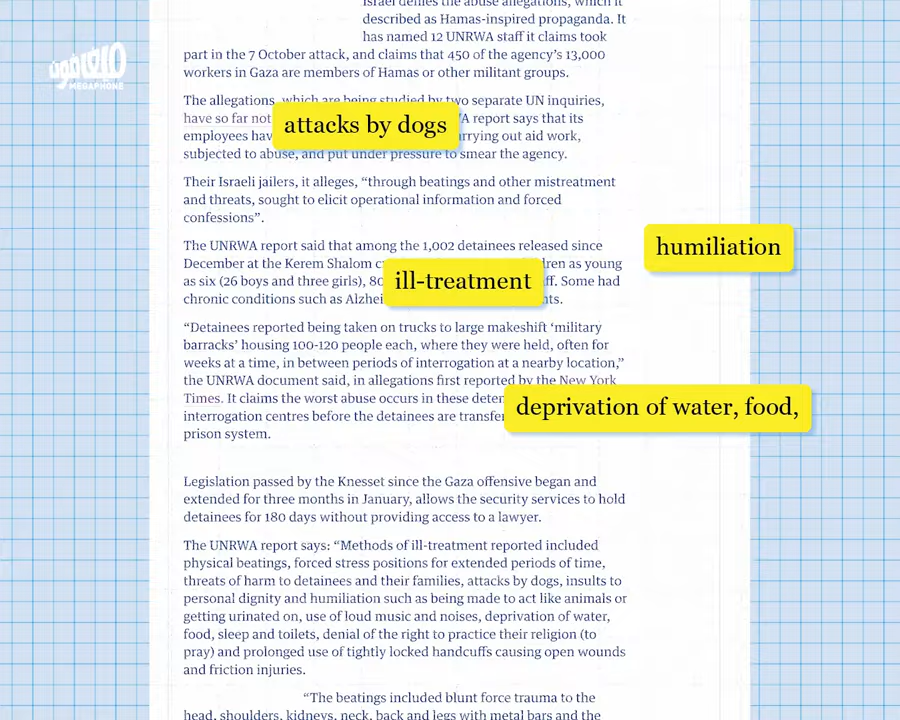 Israel denies the abuse allegations, which it
described as Hamas-inspired propaganda. It
has named 12 UNRWA staff it claims took
part in the 7 October attack, and claims that 450 of the agency's 13,000
workers in Gaza are members of Hamas or other militant groups.
ميغافون
MEGAPHONE
The allegations, which are being studied by two separate UN inquiries,
have so far not
report says that its
attacks by dogs
employees
carrying out aid work,
subjected to abuse, and put under pressure to smear the agency.
Their Israeli jailers, it alleges, “through beatings and other mistreatment
and threats, sought to elicit operational information and forced
confessions”.
The UNRWA report said that among the 1,002 detainees released since
humiliation
December at the Kerem Shalom
as young
as six (26 boys and three girls),
Some had
ill-treatment
chronic conditions such as
“Detainees reported being taken on trucks to large makeshift ‘military
barracks’ housing 100-120 people each, where they were held, often for
weeks at a time, in between periods of interrogation at a nearby location,”
the UNRWA document said, in allegations first reported by the New York
Times. It claims the worst abuse occurs in these
deprivation of water, food,
interrogation centres before the detainees are
prison system.
Legislation passed by the Knesset since the Gaza offensive began and
extended for three months in January, allows the security services to hold
detainees for 180 days without providing access to a lawyer.
The UNRWA report says: “Methods of ill-treatment reported included
physical beatings, forced stress positions for extended periods of time,
threats of harm to detainees and their families, attacks by dogs, insults to
personal dignity and humiliation such as being made to act like animals or
getting urinated on, use of loud music and noises, deprivation of water,
food, sleep and toilets, denial of the right to practice their religion (to
pray) and prolonged use of tightly locked handcuffs causing open wounds
and friction injuries.
“The beatings included blunt force trauma to the
head, shoulders, kidneys, neck, back and legs with metal bars and the